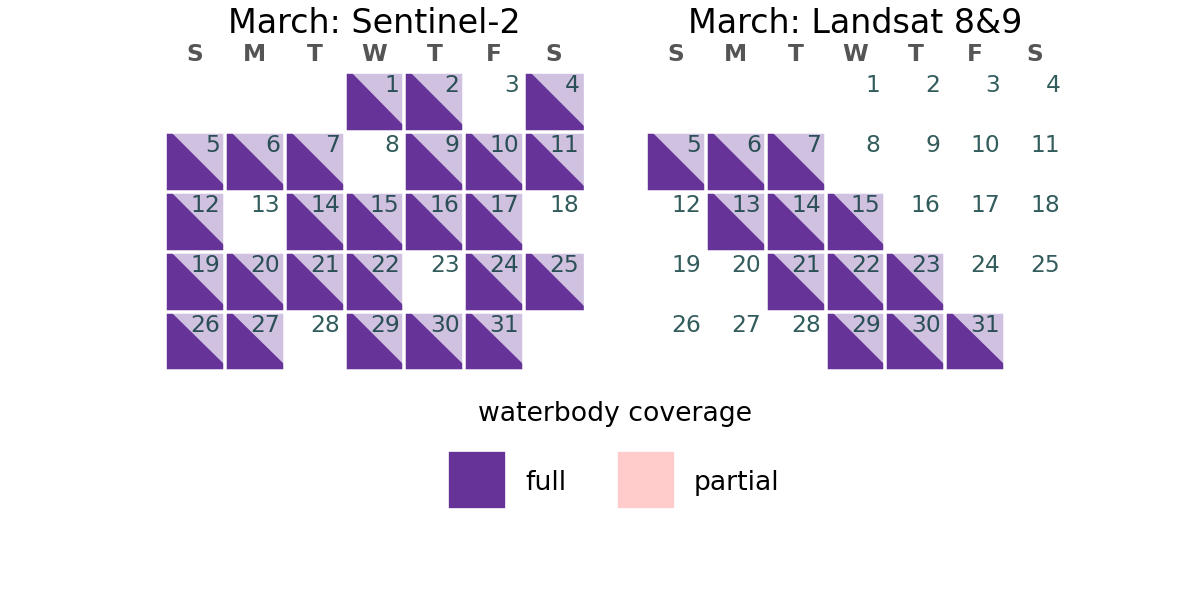 March: Sentinel-2
S M T W T F S
1 2 3 4
5 6 7 8 9 10 11
12 13 14 15 16 17 18
19 20 21 22 23 24 25
26 27 28 29 30 31
March: Landsat 8&9
S M T W T F S
1 2 3 4
5 6 7 8 9 10 11
12 13 14 15 16 17 18
19 20 21 22 23 24 25
26 27 28 29 30 31
waterbody coverage
full partial